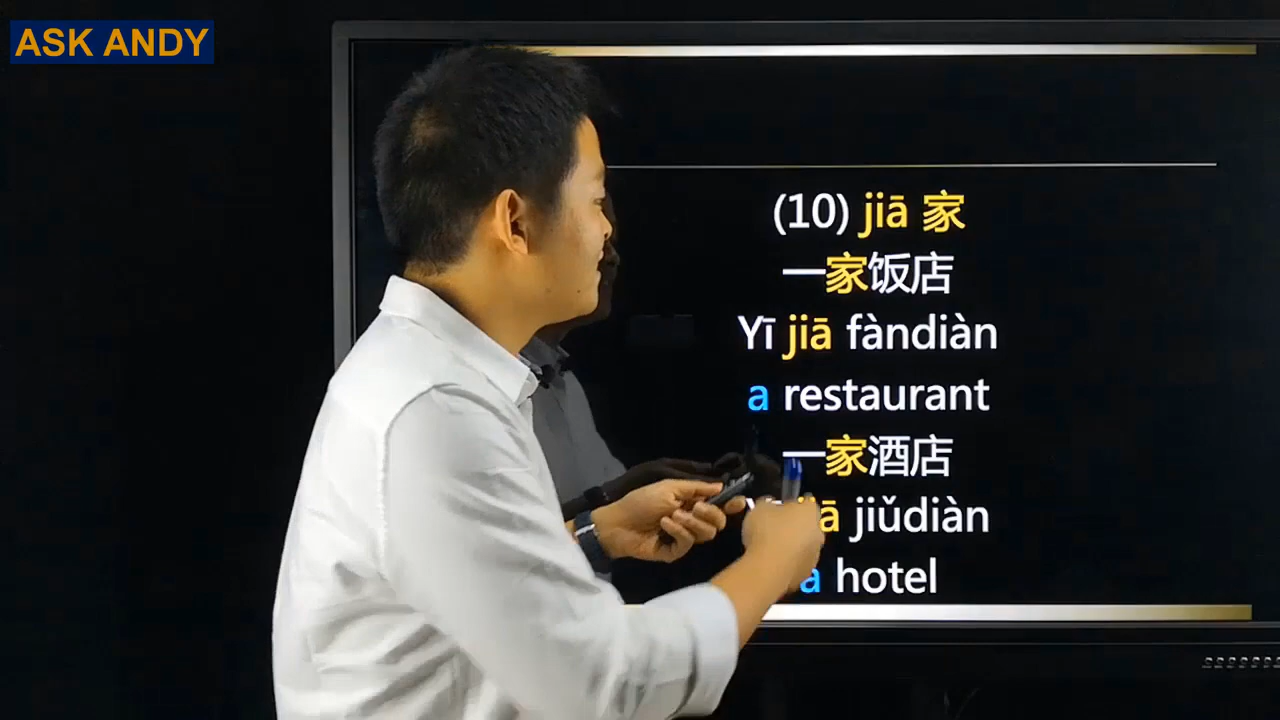 ASK ANDY
(10) jiā 家
一家饭店
Yī jiā fàndiàn
a restaurant
一家酒店
jiǔdiàn
a hotel